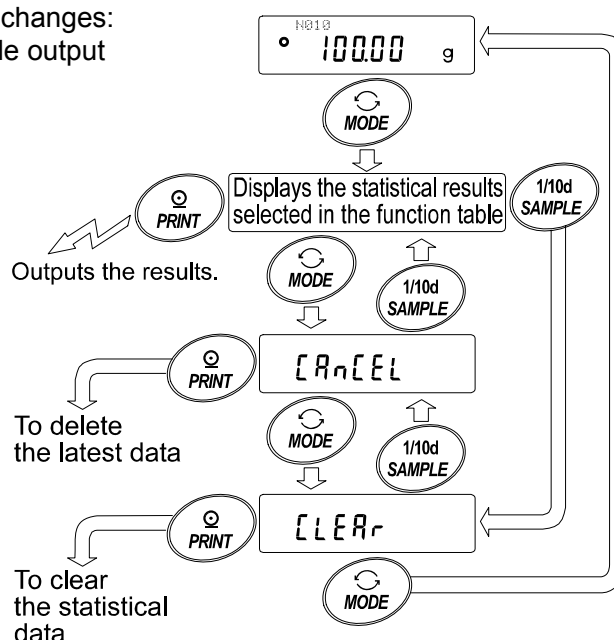 changes:
le output
N010
100.00 g
MODE
Displays the statistical results
selected in the function table
1/10d
SAMPLE
PRINT
Outputs the results.
MODE
1/10d
SAMPLE
PRINT
CAnCEL
To delete
the latest data
MODE
1/10d
SAMPLE
PRINT
CLEAr
To clear
the statistical
data
MODE